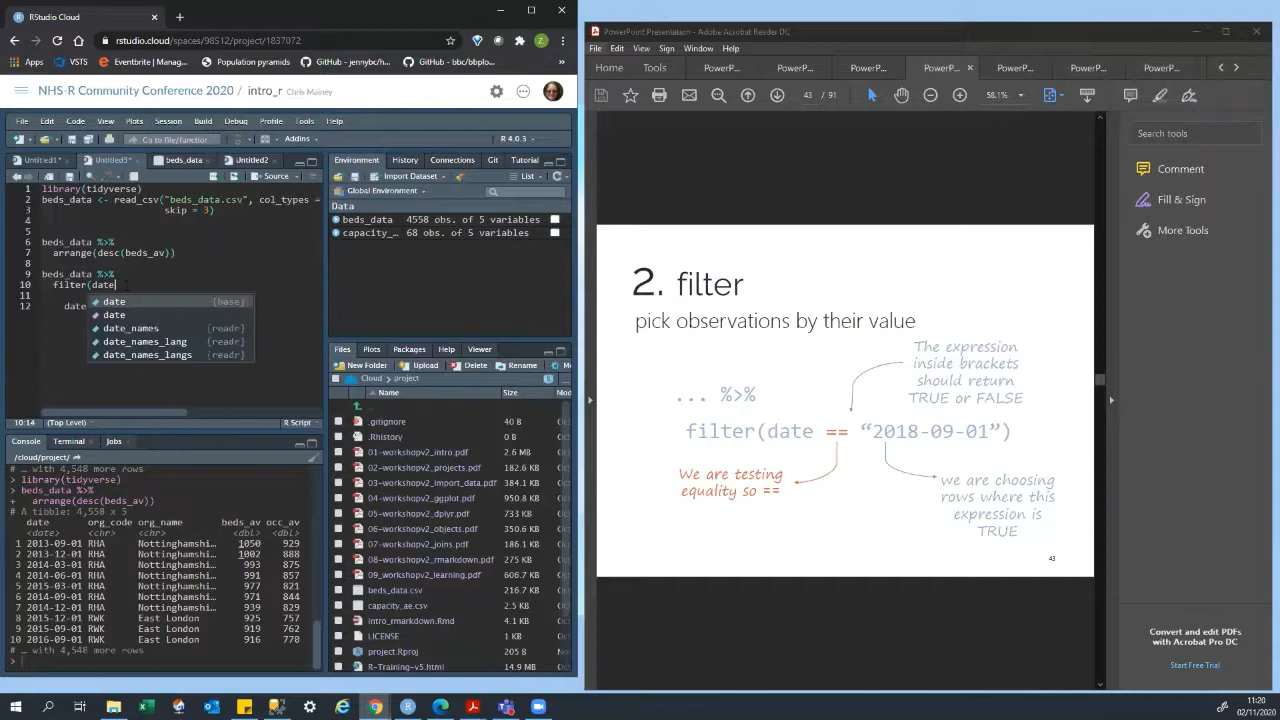 RStudio Cloud
rstudio.cloud/spaces/98512/project/1837072
Apps
VSTS
Eventbrite | Manag...
Population pyramids
GitHub - jennybc/h...
GitHub - bbc/bbplo...
NHS-R Community Conference 2020 / intro_r Chris Mainey
File Edit Code View Plots Session Build Debug Profile Tools Help
Go to file/function
Addins
R 4.0.3
Untitled1* Untitled3* beds_data Untitled2
Source
1 library(tidyverse)
2 beds_data <- read_csv("beds_data.csv", col_types =
3 skip = 3)
4
5
6 beds_data %>%
7 arrange(desc(beds_av))
8
9 beds_data %>%
10 filter(date
11
12 date
date {base}
date
date_names {readr}
date_names_lang {readr}
date_names_langs {readr}
10:14 (Top Level) R Script
Console Terminal Jobs
/cloud/project/
# … with 4,548 more rows
> library(tidyverse)
> beds_data %>%
+ arrange(desc(beds_av))
# A tibble: 4,558 x 5
date org_code org_name beds_av occ_av
<date> <chr> <chr> <dbl> <dbl>
1 2013-09-01 RHA Nottinghamshi… 1050 929
2 2013-12-01 RHA Nottinghamshi… 1002 888
3 2014-03-01 RHA Nottinghamshi… 993 875
4 2014-06-01 RHA Nottinghamshi… 991 857
5 2015-03-01 RHA Nottinghamshi… 977 821
6 2014-09-01 RHA Nottinghamshi… 971 844
7 2014-12-01 RHA Nottinghamshi… 939 829
8 2015-12-01 RWK East London … 925 757
9 2015-09-01 RWK East London … 919 762
10 2016-09-01 RWK East London … 916 770
# … with 4,548 more rows
>
Environment History Connections Git Tutorial
Import Dataset
List
Global Environment
Data
beds_data 4558 obs. of 5 variables
capacity_… 68 obs. of 5 variables
Files Plots Packages Help Viewer
New Folder Upload Delete Rename
Cloud > project
Name Size
..
.gitignore 40 B
.Rhistory 0 B
01-workshopv2_intro.pdf 2.6 MB
02-workshopv2_projects.pdf 182.6 KB
03-workshopv2_import_data.pdf 384.1 KB
04-workshopv2_ggplot.pdf 950.8 KB
05-workshopv2_dplyr.pdf 733 KB
06-workshopv2_objects.pdf 350.6 KB
07-workshopv2_joins.pdf 186.1 KB
08-workshopv2_rmarkdown.pdf 275 KB
09_workshopv2_learning.pdf 606.7 KB
beds_data.csv 216.7 KB
capacity_ae.csv 2.5 KB
intro_rmarkdown.Rmd 1 KB
LICENSE 1 KB
project.Rproj 205 B
R-Training-v5.html 14.9 MB
PowerPoint Presentation - Adobe Acrobat Reader DC
File Edit View Sign Window Help
Home Tools PowerP... PowerP... PowerP... PowerP... PowerP... PowerP... PowerP...
43 / 91
58.1%
Search tools
Comment
Fill & Sign
More Tools
Convert and edit PDFs
with Acrobat Pro DC
Start Free Trial
2. filter
pick observations by their value
The expression
inside brackets
should return
TRUE or FALSE
... %>%
filter(date == “2018-09-01”)
We are testing
equality so ==
we are choosing
rows where this
expression is
TRUE
43
11:20
02/11/2020